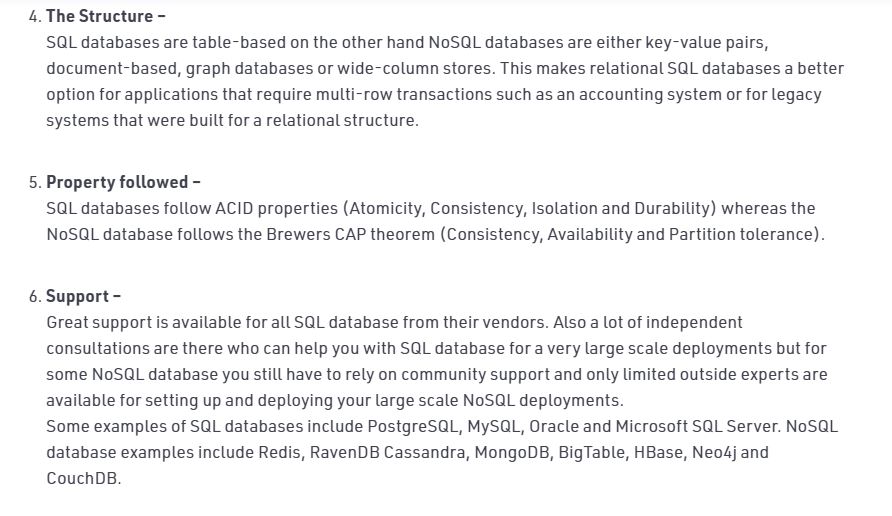 4. The Structure –
SQL databases are table-based on the other hand NoSQL databases are either key-value pairs,
document-based, graph databases or wide-column stores. This makes relational SQL databases a better
option for applications that require multi-row transactions such as an accounting system or for legacy
systems that were built for a relational structure.
5. Property followed –
SQL databases follow ACID properties (Atomicity, Consistency, Isolation and Durability) whereas the
NoSQL database follows the Brewers CAP theorem (Consistency, Availability and Partition tolerance).
6. Support –
Great support is available for all SQL database from their vendors. Also a lot of independent
consultations are there who can help you with SQL database for a very large scale deployments but for
some NoSQL database you still have to rely on community support and only limited outside experts are
available for setting up and deploying your large scale NoSQL deployments.
Some examples of SQL databases include PostgreSQL, MySQL, Oracle and Microsoft SQL Server. NoSQL
database examples include Redis, RavenDB Cassandra, MongoDB, BigTable, HBase, Neo4j and
CouchDB.